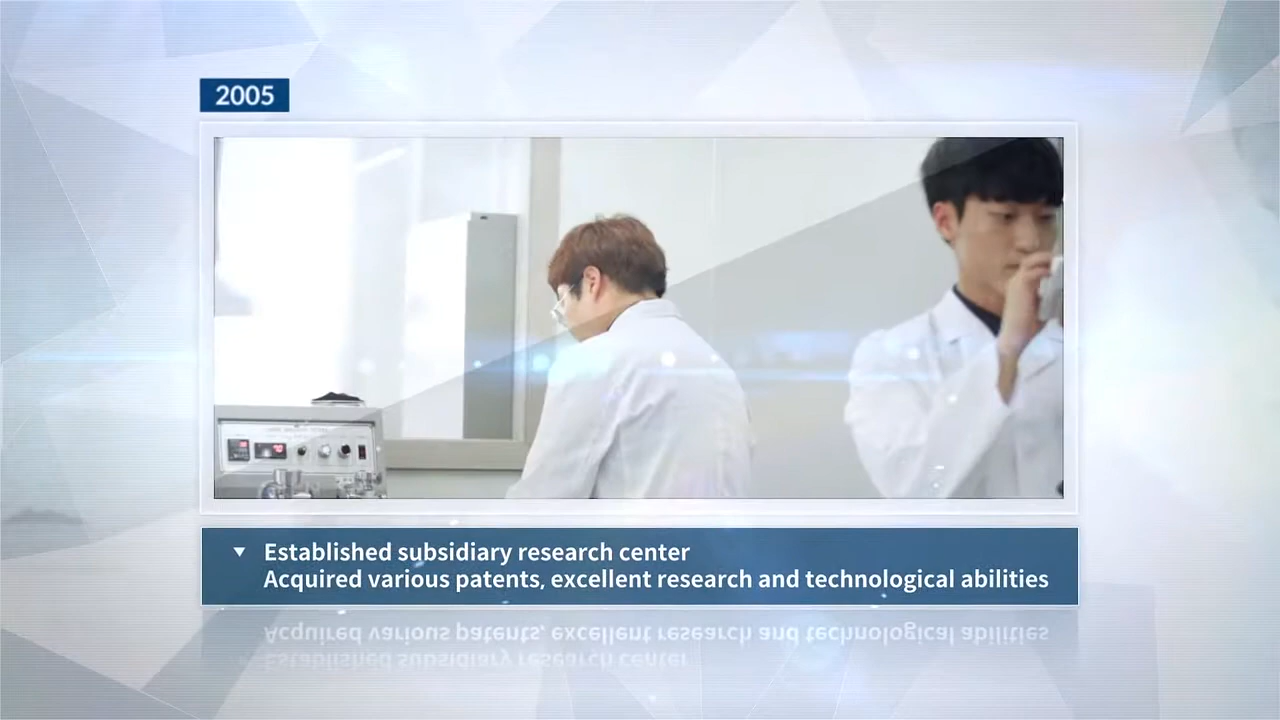 2005
Established subsidiary research center
Acquired various patents, excellent research and technological abilities